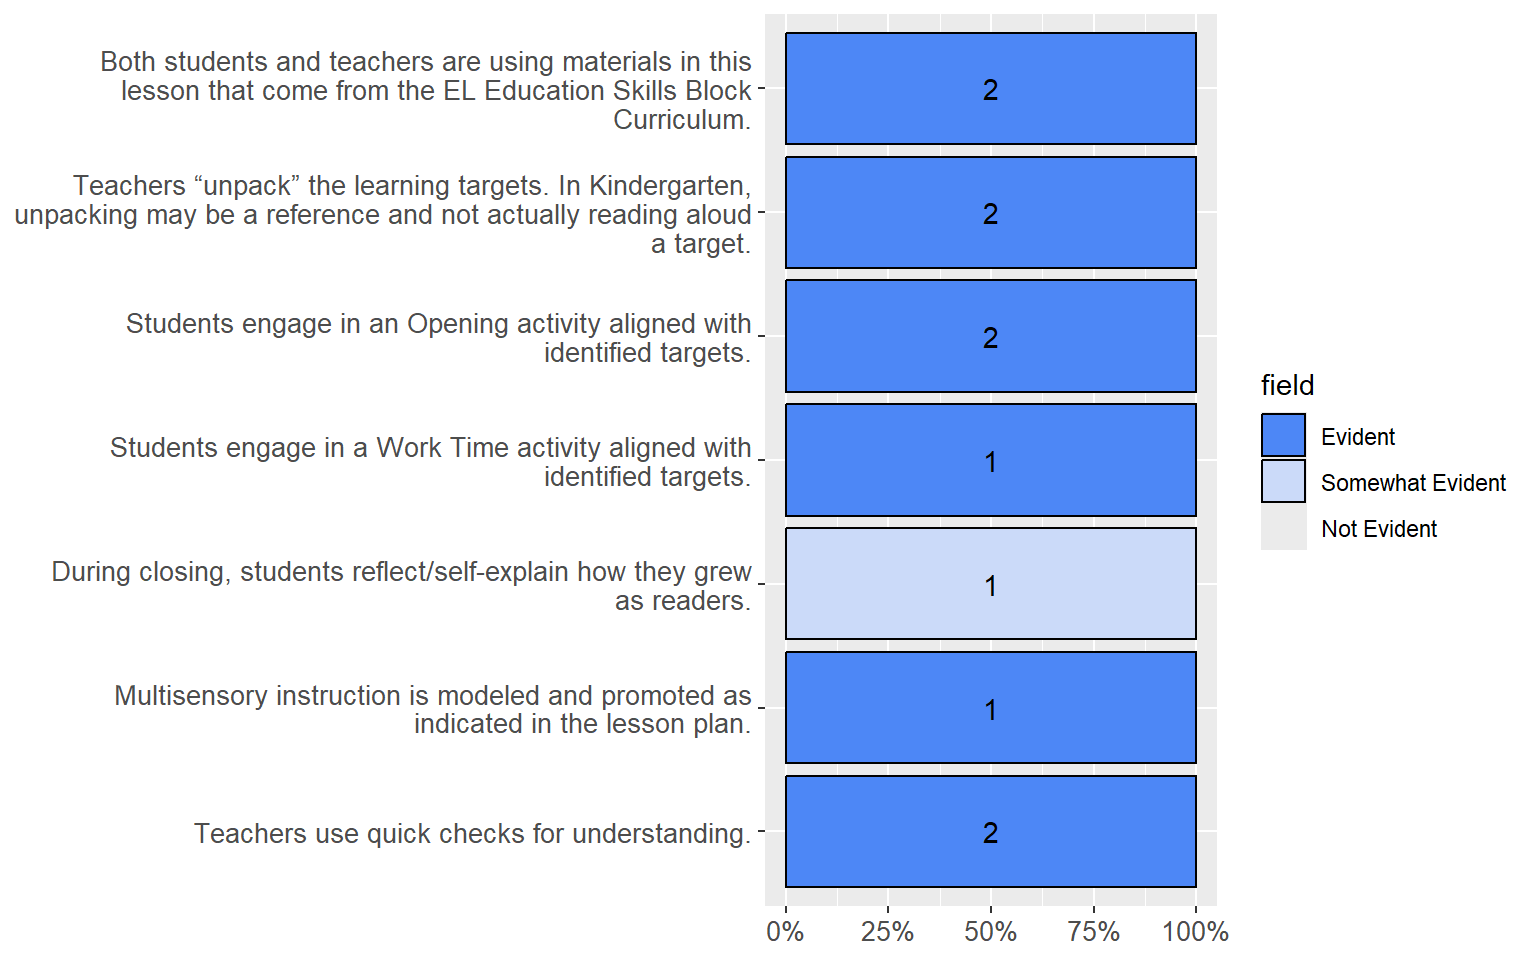 Both students and teachers are using materials in this
lesson that come from the EL Education Skills Block
Curriculum.
2
Teachers “unpack” the learning targets. In Kindergarten,
unpacking may be a reference and not actually reading aloud
a target.
2
Students engage in an Opening activity aligned with
identified targets.
2
Students engage in a Work Time activity aligned with
identified targets.
1
During closing, students reflect/self-explain how they grew
as readers.
1
Multisensory instruction is modeled and promoted as
indicated in the lesson plan.
1
Teachers use quick checks for understanding.
2
0% 25% 50% 75% 100%
field
Evident
Somewhat Evident
Not Evident